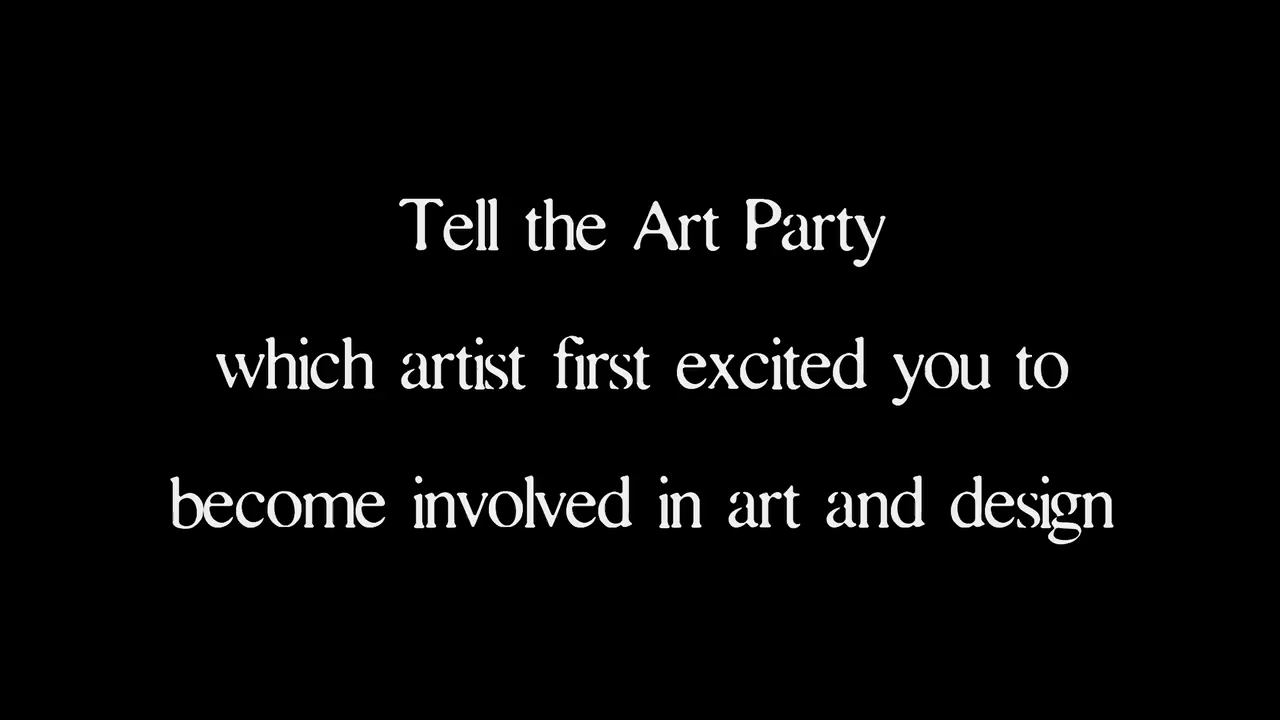 Tell the Art Party
which artist first excited you to
become involved in art and design